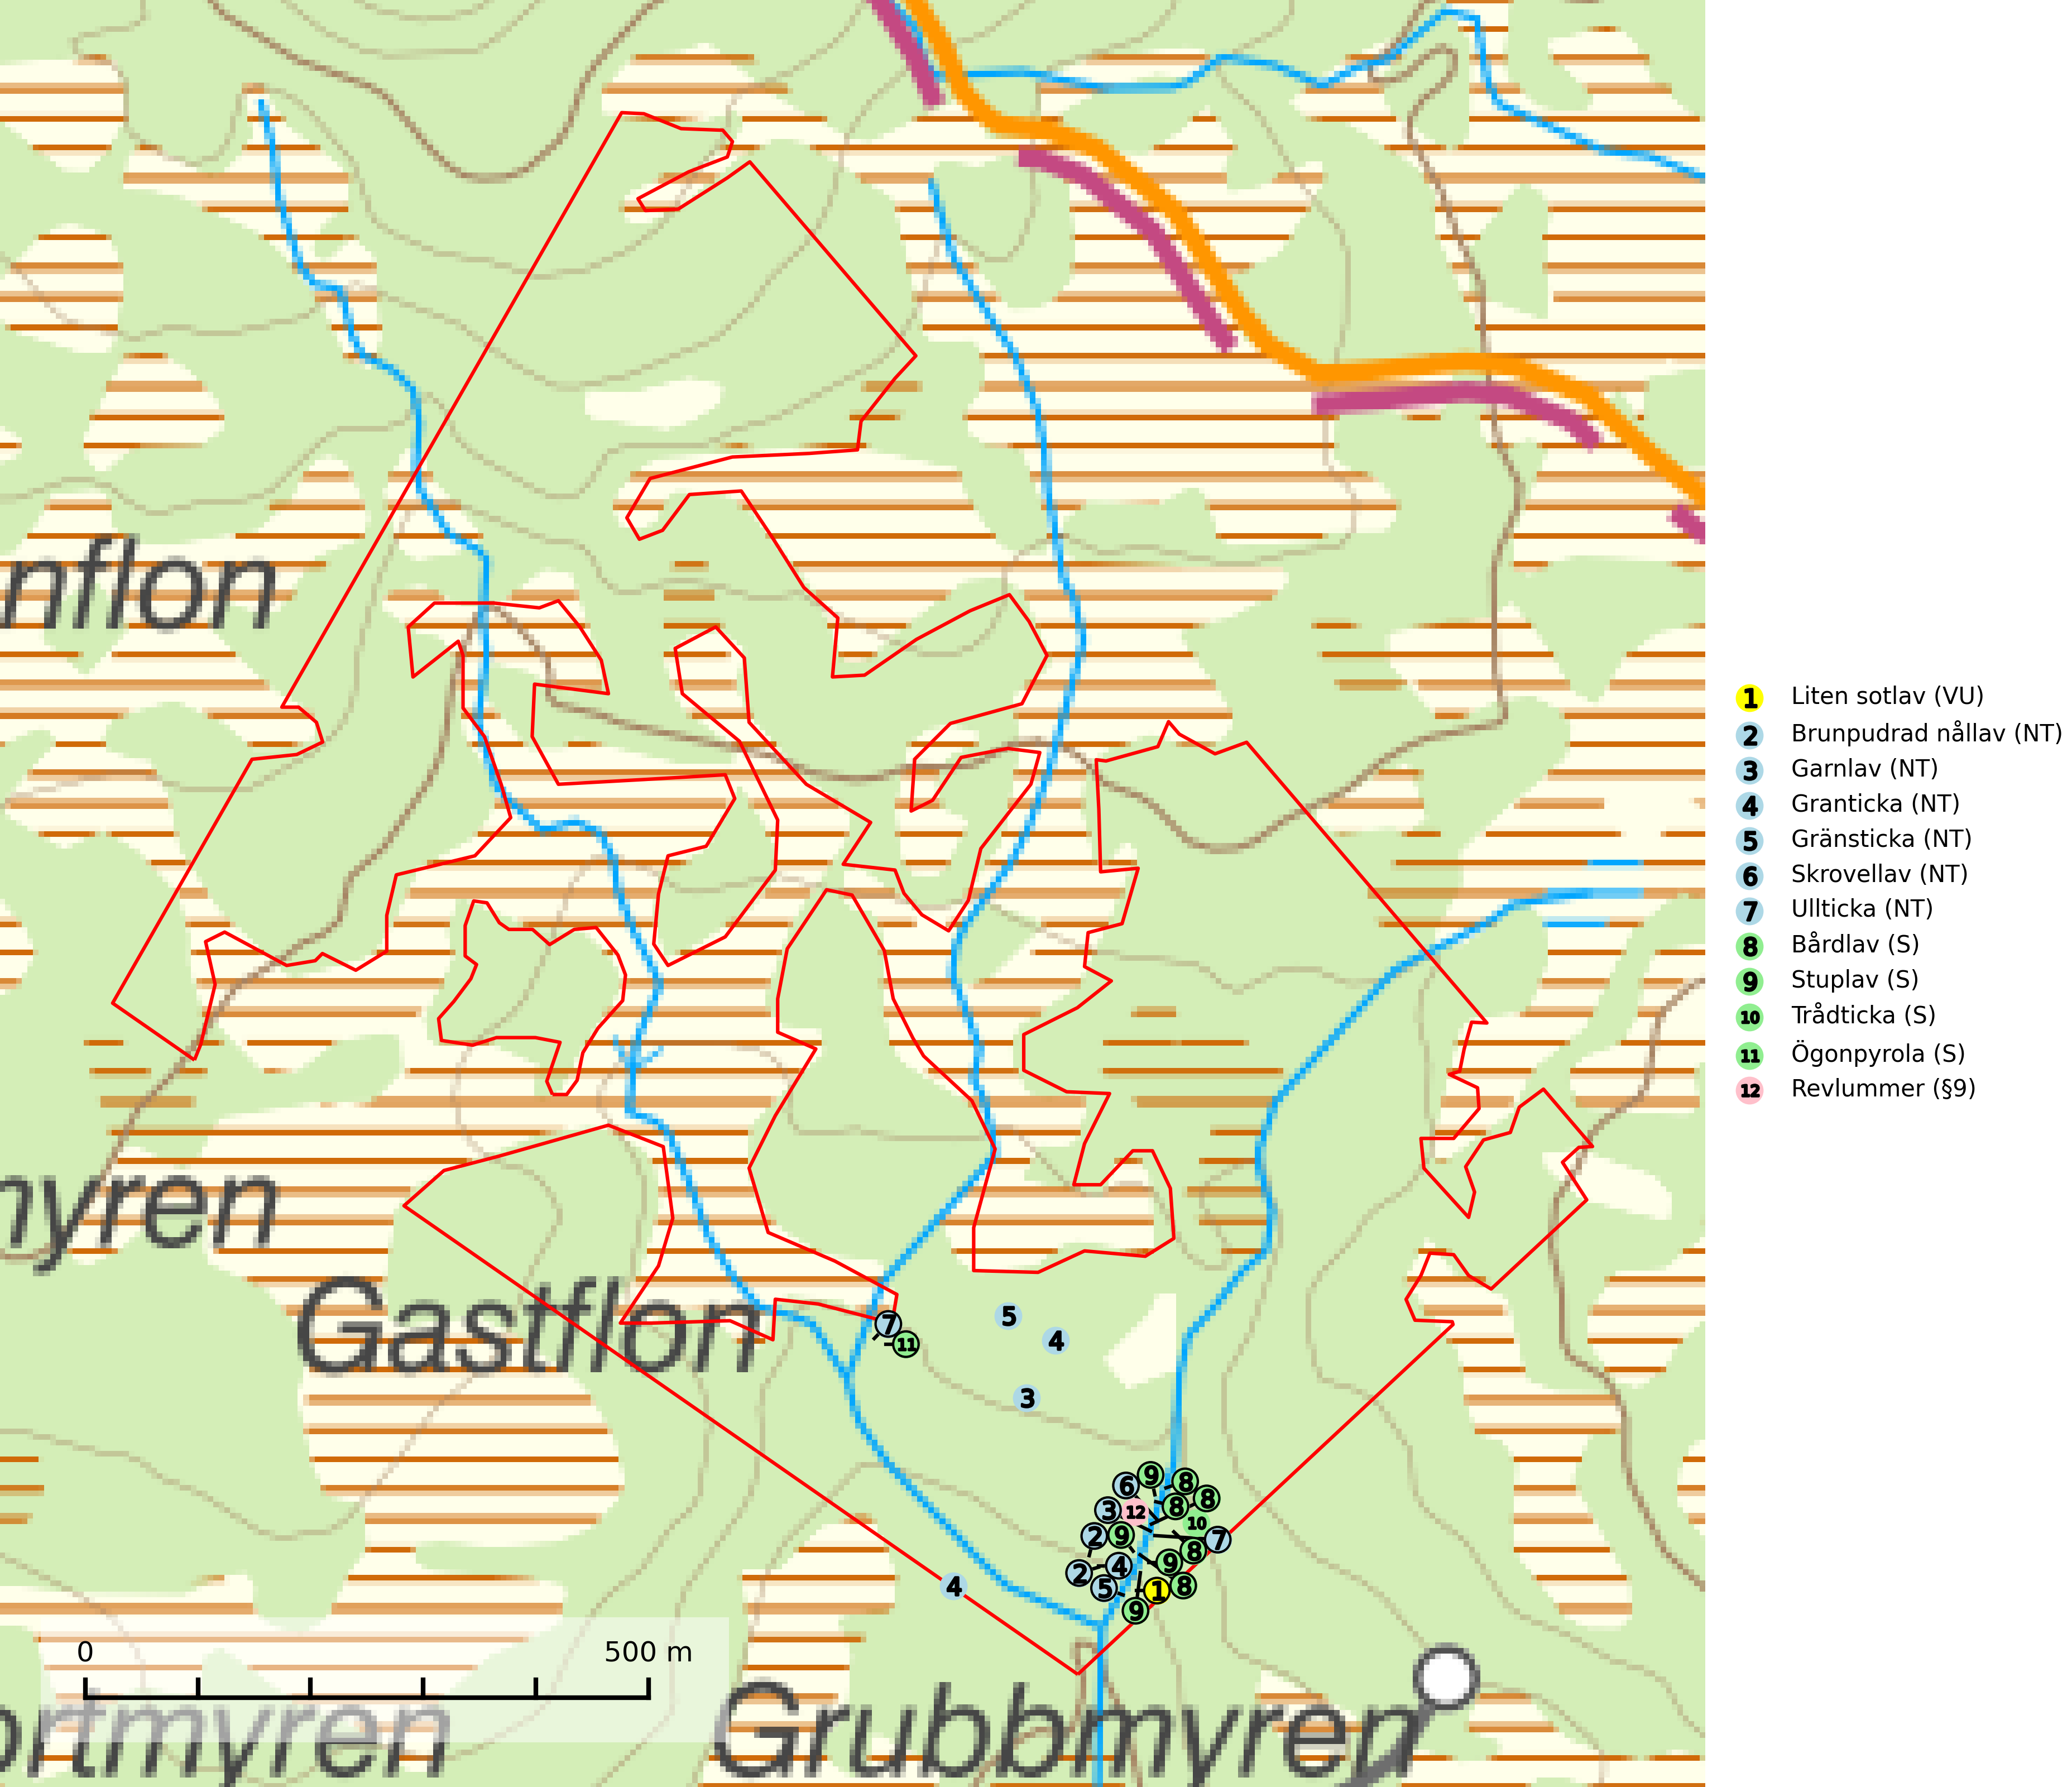 nflon
myren
Gastflon
ortmyren
Grubbmyren
0 500 m
5
4
3
7
11
9
6
8
8
3
12
8
10
2
9
7
8
9
4
2
5
1
8
9
4
1 Liten sotlav (VU)
2 Brunpudrad nållav (NT)
3 Garnlav (NT)
4 Granticka (NT)
5 Gränsticka (NT)
6 Skrovellav (NT)
7 Ullticka (NT)
8 Bårdlav (S)
9 Stuplav (S)
10 Trådticka (S)
11 Ögonpyrola (S)
12 Revlummer (§9)